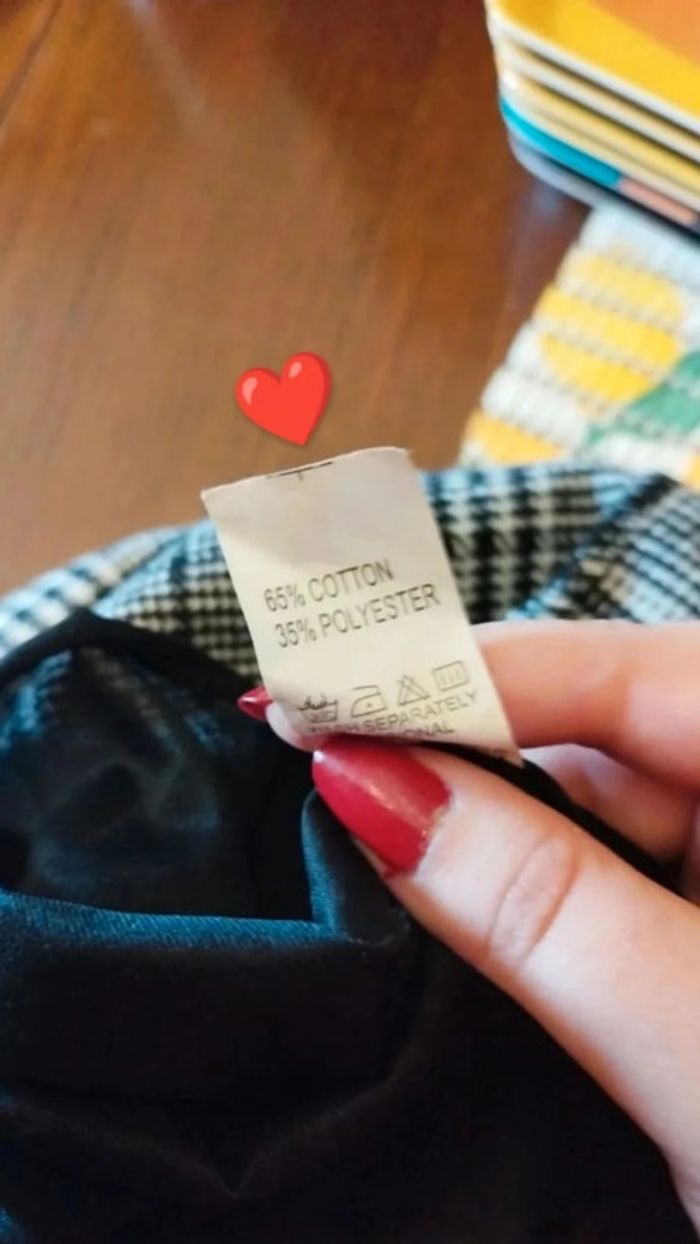 65% COTTON
35% POLYESTER
SEPARATELY